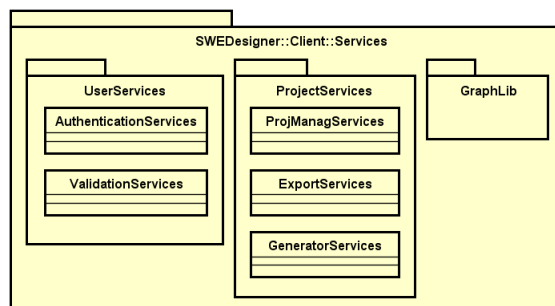 SWEDesigner::Client::Services
UserServices
ProjectServices
GraphLib
AuthenticationServices
ProjManagServices
ValidationServices
ExportServices
GeneratorServices